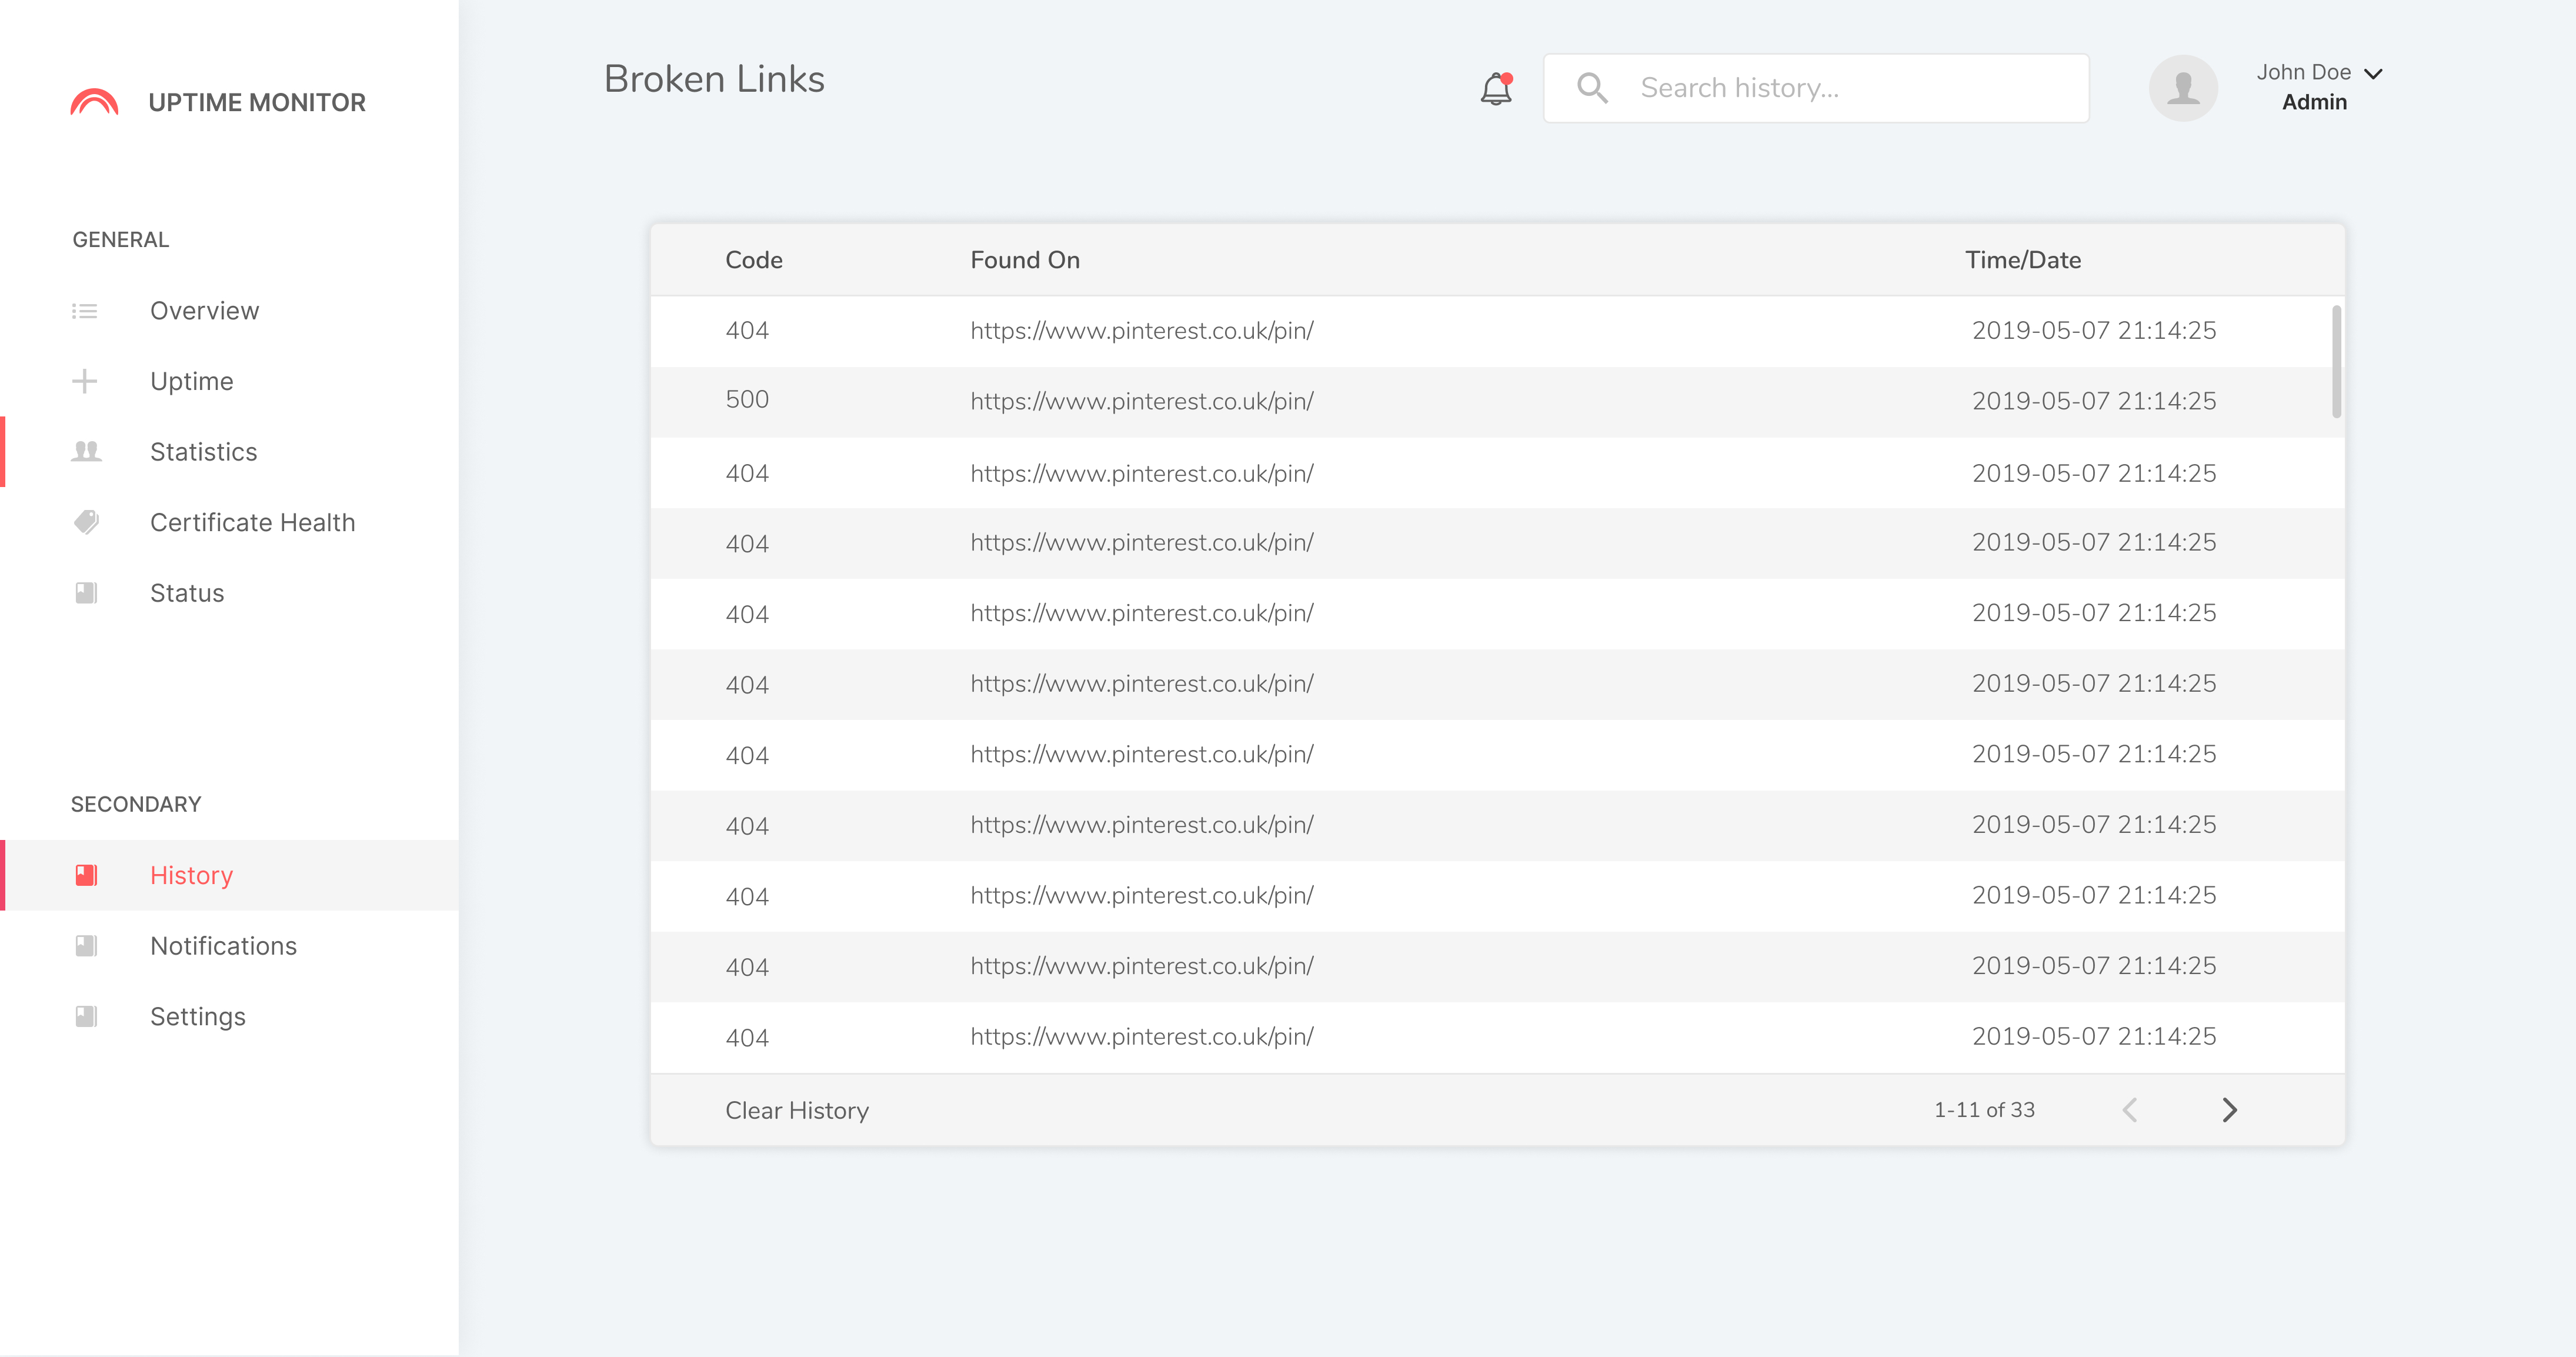 UPTIME MONITOR
GENERAL
Overview
Uptime
Statistics
Certificate Health
Status
SECONDARY
History
Notifications
Settings
Broken Links
Search history...
John Doe
Admin
Code Found On Time/Date
404 https://www.pinterest.co.uk/pin/ 2019-05-07 21:14:25
500 https://www.pinterest.co.uk/pin/ 2019-05-07 21:14:25
404 https://www.pinterest.co.uk/pin/ 2019-05-07 21:14:25
404 https://www.pinterest.co.uk/pin/ 2019-05-07 21:14:25
404 https://www.pinterest.co.uk/pin/ 2019-05-07 21:14:25
404 https://www.pinterest.co.uk/pin/ 2019-05-07 21:14:25
404 https://www.pinterest.co.uk/pin/ 2019-05-07 21:14:25
404 https://www.pinterest.co.uk/pin/ 2019-05-07 21:14:25
404 https://www.pinterest.co.uk/pin/ 2019-05-07 21:14:25
404 https://www.pinterest.co.uk/pin/ 2019-05-07 21:14:25
404 https://www.pinterest.co.uk/pin/ 2019-05-07 21:14:25
Clear History 1-11 of 33